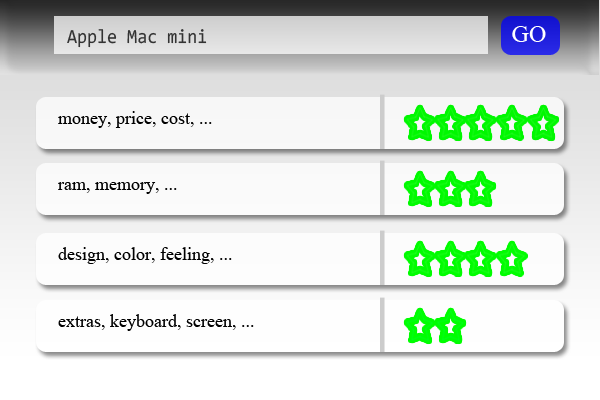 Apple Mac mini
GO
money, price, cost, ...
ram, memory, ...
design, color, feeling, ...
extras, keyboard, screen, ...